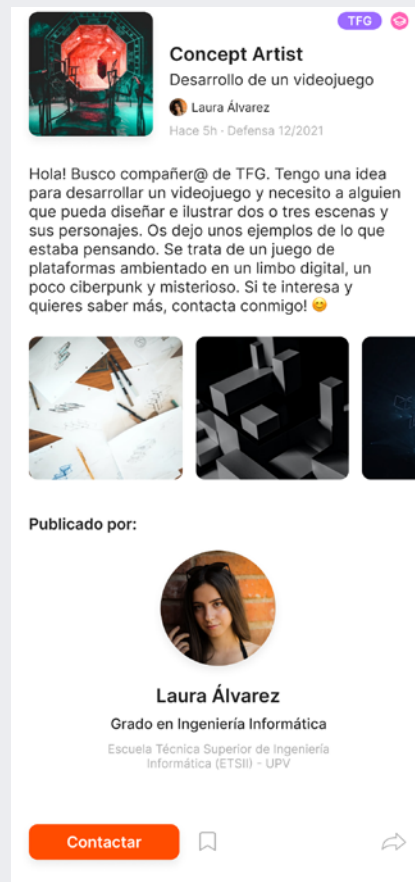 TFG
Concept Artist
Desarrollo de un videojuego
Laura Álvarez
Hace 5h - Defensa 12/2021
Hola! Busco compañer@ de TFG. Tengo una idea
para desarrollar un videojuego y necesito a alguien
que pueda diseñar e ilustrar dos o tres escenas y
sus personajes. Os dejo unos ejemplos de lo que
estaba pensando. Se trata de un juego de
plataformas ambientado en un limbo digital, un
poco ciberpunk y misterioso. Si te interesa y
quieres saber más, contacta conmigo! 😊
Publicado por:
Laura Álvarez
Grado en Ingeniería Informática
Escuela Técnica Superior de Ingeniería
Informática (ETSII) - UPV
Contactar